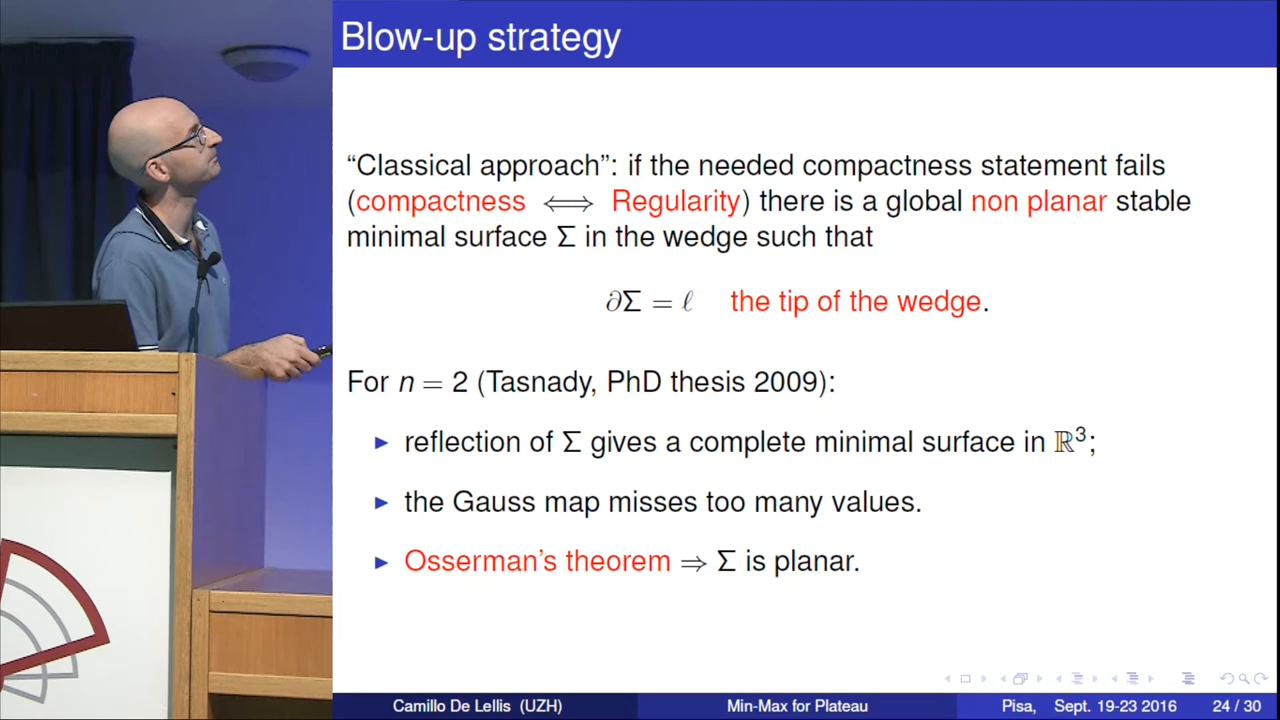 Blow-up strategy
“Classical approach”: if the needed compactness statement fails
(compactness ⟺ Regularity) there is a global non planar stable
minimal surface Σ in the wedge such that
∂Σ = ℓ the tip of the wedge.
For n = 2 (Tasnady, PhD thesis 2009):
▶ reflection of Σ gives a complete minimal surface in ℝ³;
▶ the Gauss map misses too many values.
▶ Osserman’s theorem ⇒ Σ is planar.
Camillo De Lellis (UZH) Min-Max for Plateau Pisa, Sept. 19-23 2016 24 / 30